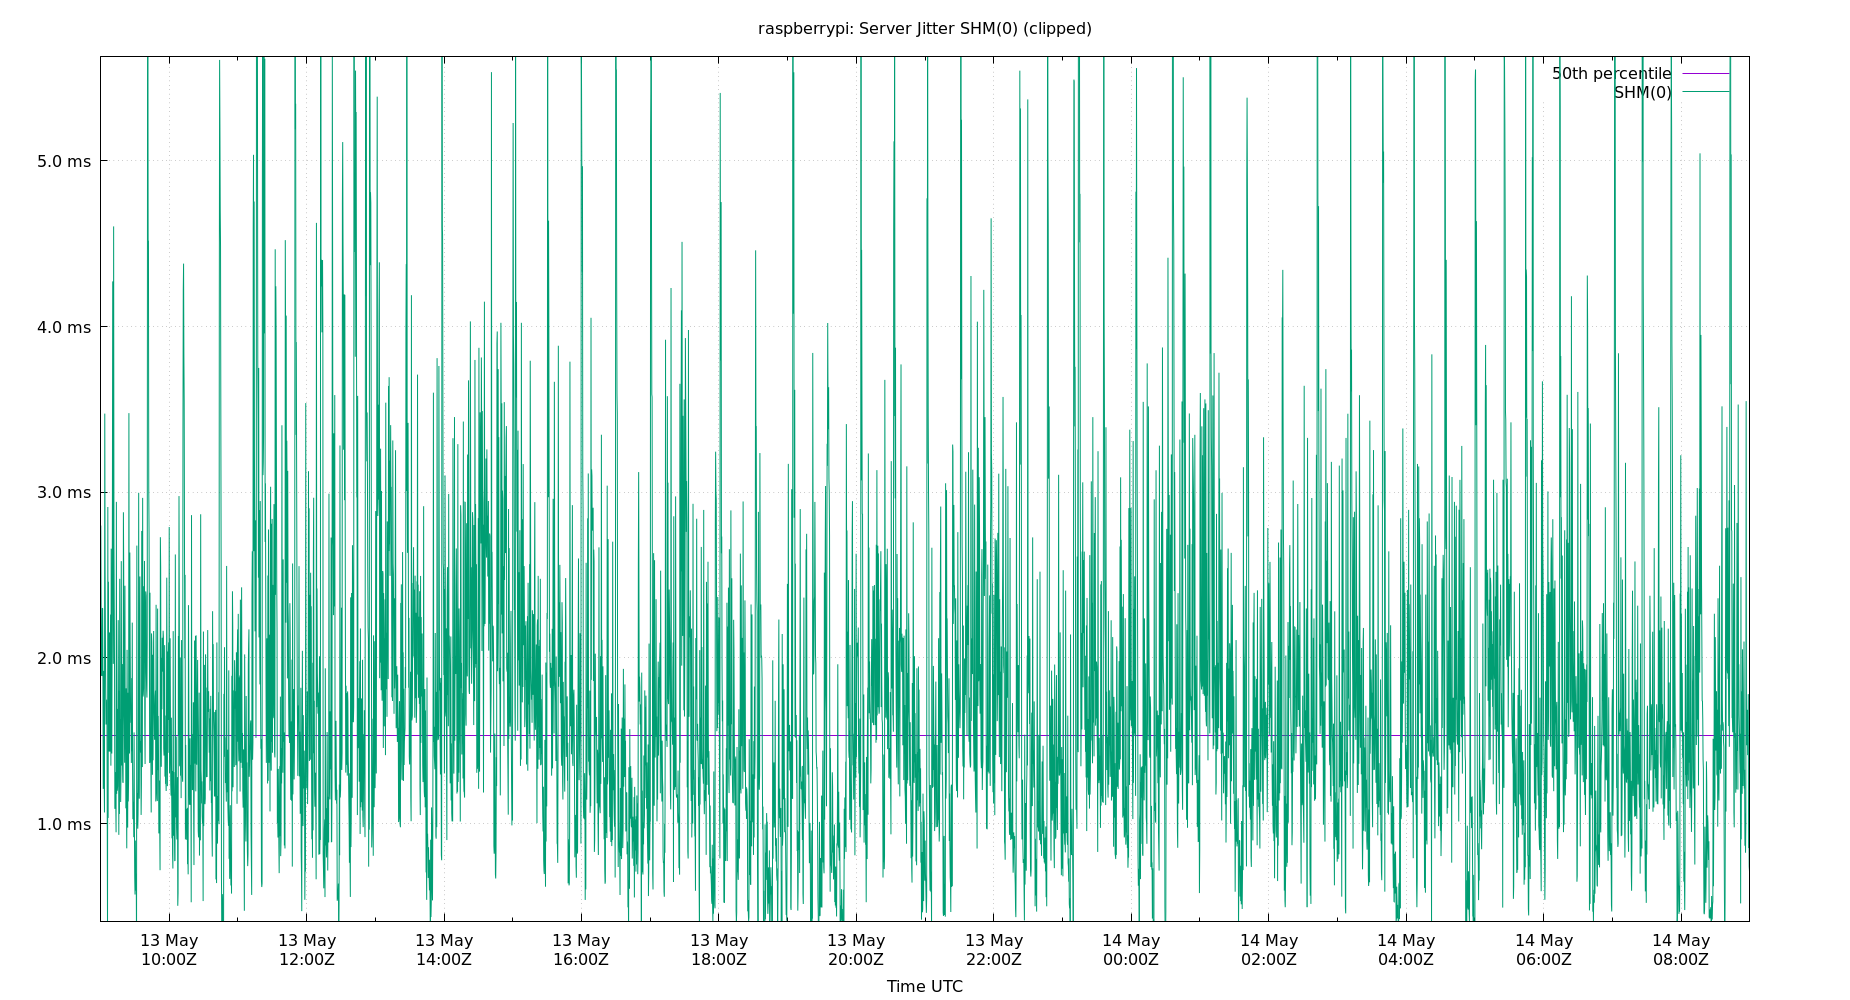 raspberrypi: Server Jitter SHM(0) (clipped)
50th percentile
SHM(0)
5.0 ms
4.0 ms
3.0 ms
2.0 ms
1.0 ms
13 May 13 May 13 May 13 May 13 May 13 May 13 May 14 May 14 May 14 May 14 May 14 May
10:00Z 12:00Z 14:00Z 16:00Z 18:00Z 20:00Z 22:00Z 00:00Z 02:00Z 04:00Z 06:00Z 08:00Z
Time UTC